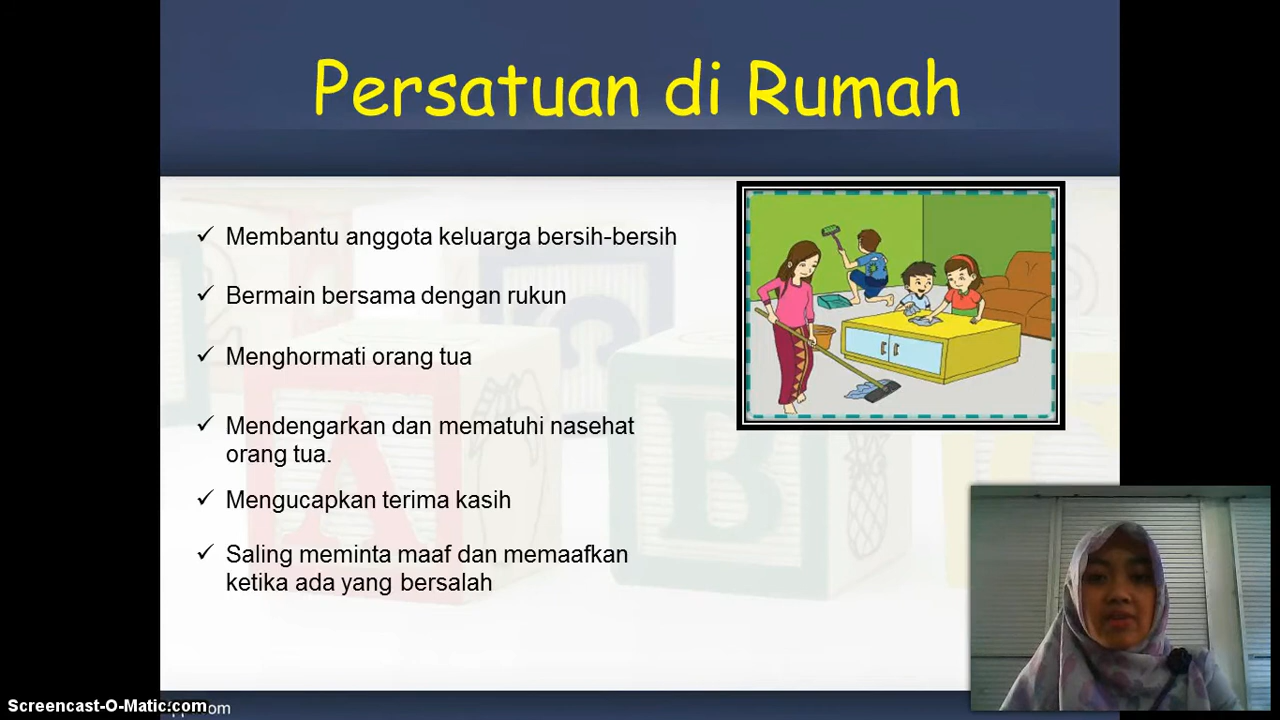 Persatuan di Rumah
✓ Membantu anggota keluarga bersih-bersih
✓ Bermain bersama dengan rukun
✓ Menghormati orang tua
✓ Mendengarkan dan mematuhi nasehat
orang tua.
✓ Mengucapkan terima kasih
✓ Saling meminta maaf dan memaafkan
ketika ada yang bersalah
Screencast-O-Matic.com